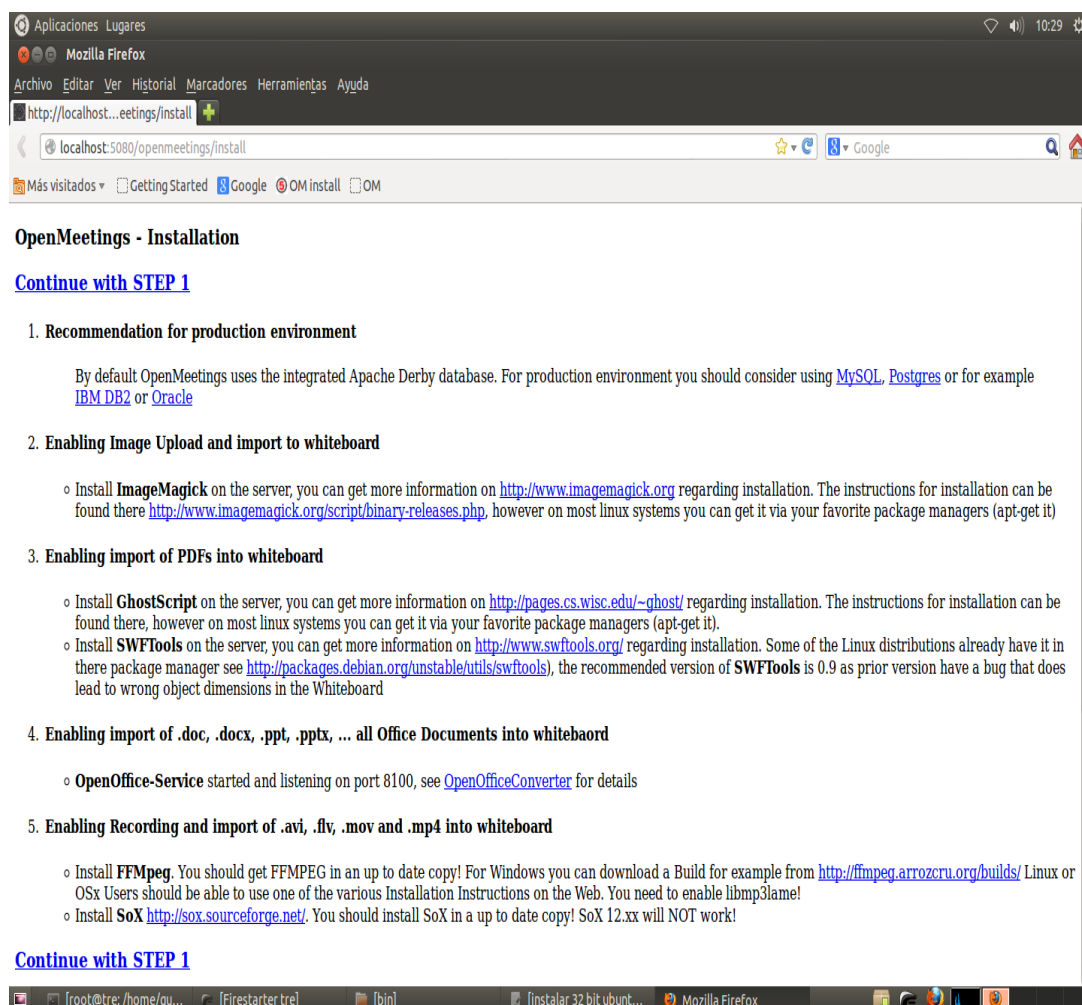 Aplicaciones Lugares 10:29
Mozilla Firefox
Archivo Editar Ver Historial Marcadores Herramientas Ayuda
http://localhost...eetings/install
localhost:5080/openmeetings/install Google
Más visitados Getting Started Google OM install OM
OpenMeetings - Installation
Continue with STEP 1
1. Recommendation for production environment
By default OpenMeetings uses the integrated Apache Derby database. For production environment you should consider using MySQL, Postgres or for example
IBM DB2 or Oracle
2. Enabling Image Upload and import to whiteboard
Install ImageMagick on the server, you can get more information on http://www.imagemagick.org regarding installation. The instructions for installation can be
found there http://www.imagemagick.org/script/binary-releases.php, however on most linux systems you can get it via your favorite package managers (apt-get it)
3. Enabling import of PDFs into whiteboard
Install GhostScript on the server, you can get more information on http://pages.cs.wisc.edu/~ghost/ regarding installation. The instructions for installation can be
found there, however on most linux systems you can get it via your favorite package managers (apt-get it).
Install SWFTools on the server, you can get more information on http://www.swftools.org/ regarding installation. Some of the Linux distributions already have it in
there package manager see http://packages.debian.org/unstable/utils/swftools), the recommended version of SWFTools is 0.9 as prior version have a bug that does
lead to wrong object dimensions in the Whiteboard
4. Enabling import of .doc, .docx, .ppt, .pptx, ... all Office Documents into whitebaord
OpenOffice-Service started and listening on port 8100, see OpenOfficeConverter for details
5. Enabling Recording and import of .avi, .flv, .mov and .mp4 into whiteboard
Install FFMpeg. You should get FFMPEG in an up to date copy! For Windows you can download a Build for example from http://ffmpeg.arrozcru.org/builds/ Linux or
OSx Users should be able to use one of the various Installation Instructions on the Web. You need to enable libmp3lame!
Install SoX http://sox.sourceforge.net/. You should install SoX in a up to date copy! SoX 12.xx will NOT work!
Continue with STEP 1
[root@tre: /home/qu... [Firestarter tre] [bin] [instalar 32 bit ubunt... Mozilla Firefox